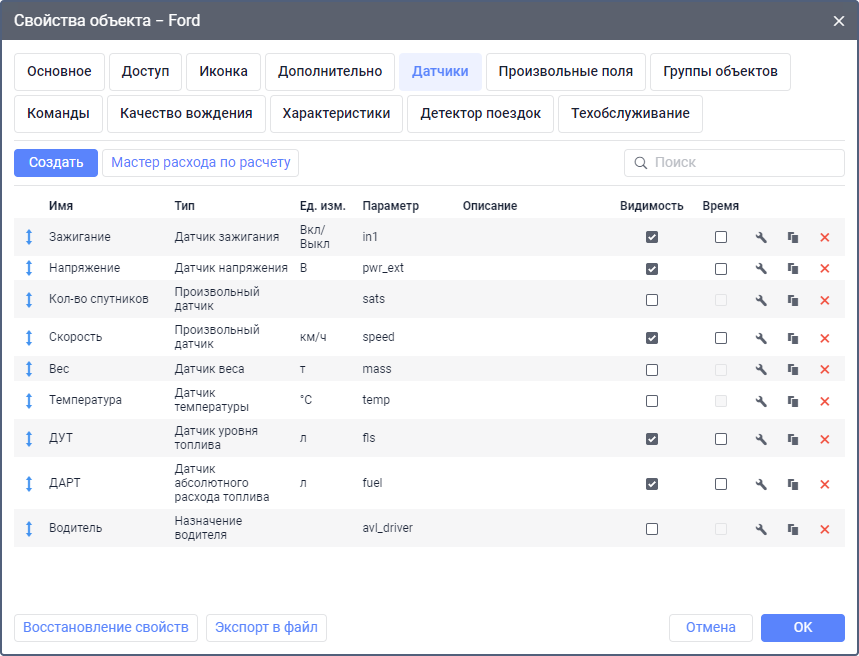 Свойства объекта – Ford
Основное Доступ Иконка Дополнительно Датчики Произвольные поля Группы объектов
Команды Качество вождения Характеристики Детектор поездок Техобслуживание
Создать Мастер расхода по расчету Поиск
Имя Тип Ед. изм. Параметр Описание Видимость Время
Зажигание Датчик зажигания Вкл/
Выкл in1
Напряжение Датчик напряжения В pwr_ext
Кол-во спутников Произвольный
датчик sats
Скорость Произвольный
датчик км/ч speed
Вес Датчик веса т mass
Температура Датчик
температуры °C temp
ДУТ Датчик уровня
топлива л fls
ДАРТ Датчик
абсолютного
расхода топлива л fuel
Водитель Назначение
водителя avl_driver
Восстановление свойств Экспорт в файл Отмена OK